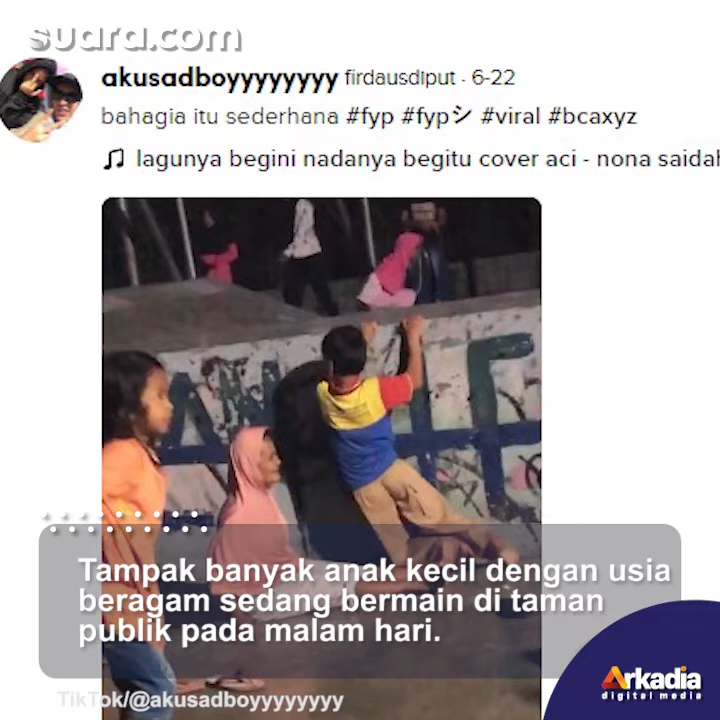 suara.com
akusadboyyyyyyyy firdausdiput · 6-22
bahagia itu sederhana #fyp #fypシ #viral #bcaxyz
♫ lagunya begini nadanya begitu cover aci - nona saidah
Tampak banyak anak kecil dengan usia
beragam sedang bermain di taman
publik pada malam hari.
TikTok/@akusadboyyyyyyyy
Arkadia
digital media